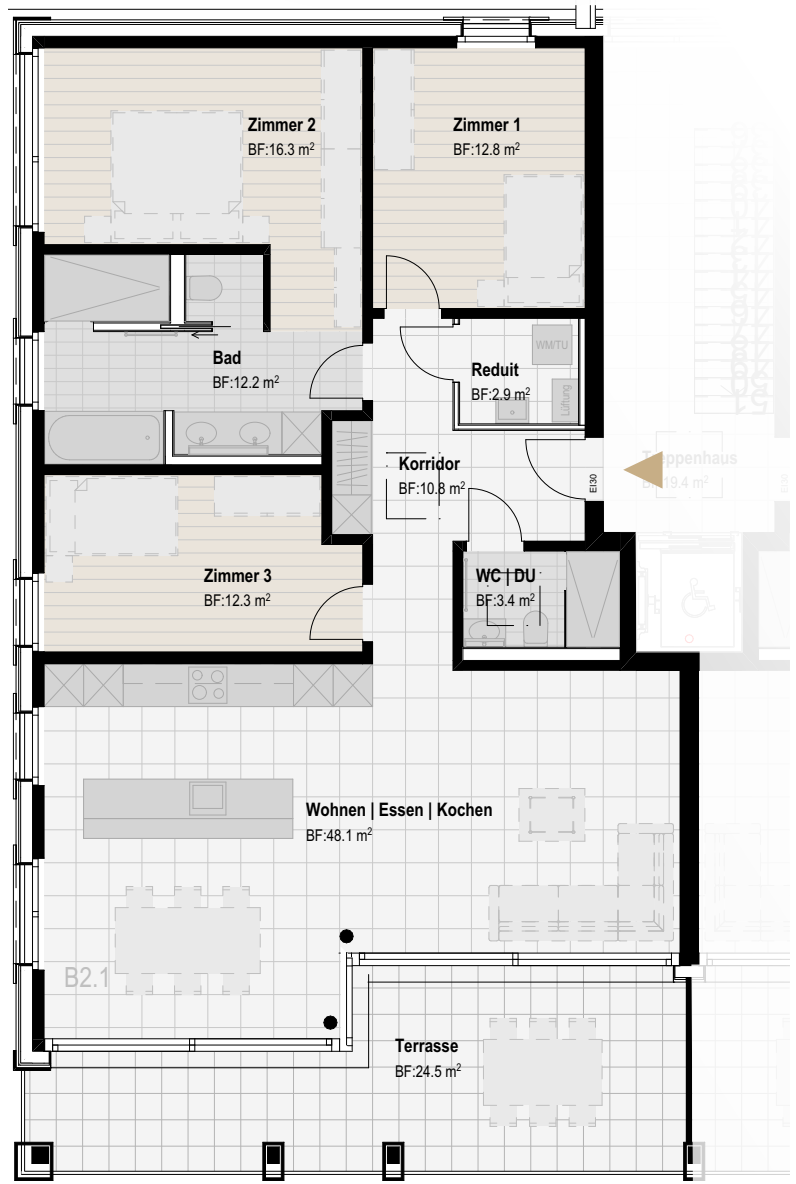 Zimmer 2
BF:16.3 m²
Zimmer 1
BF:12.8 m²
Bad
BF:12.2 m²
WM/TU
Reduit
BF:2.9 m²
Lüftung
Korridor
BF:10.8 m²
EI30
Treppenhaus
19.4 m²
EI30
Zimmer 3
BF:12.3 m²
WC | DU
BF:3.4 m²
Wohnen | Essen | Kochen
BF:48.1 m²
B2.1
Terrasse
BF:24.5 m²